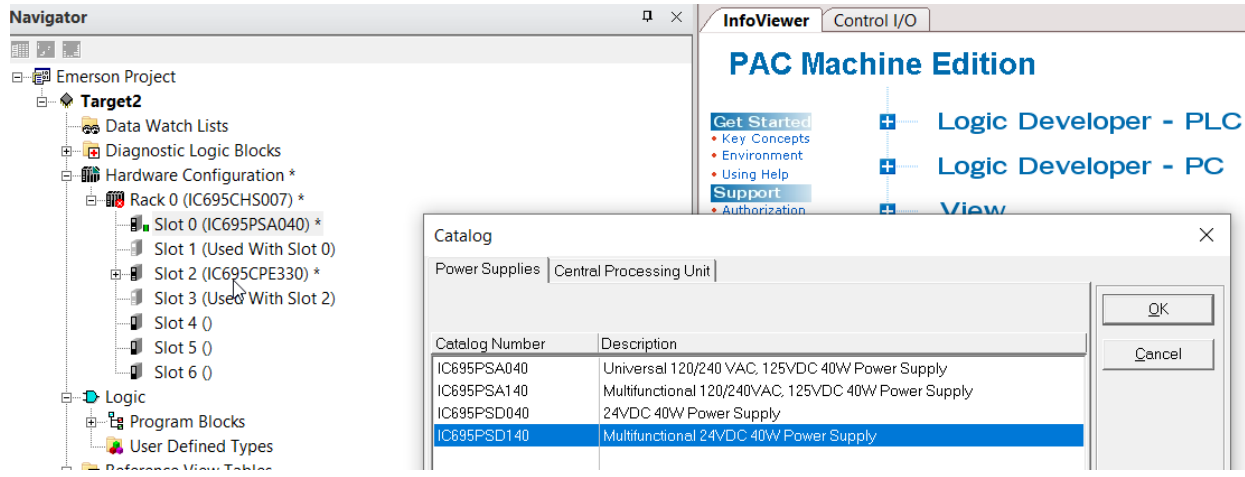 Navigator
InfoViewer
Control I/O
Emerson Project
Target2
Data Watch Lists
Diagnostic Logic Blocks
Hardware Configuration *
Rack 0 (IC695CHS007) *
Slot 0 (IC695PSA040) *
Slot 1 (Used With Slot 0)
Slot 2 (IC695CPE330) *
Slot 3 (Used With Slot 2)
Slot 4 ()
Slot 5 ()
Slot 6 ()
Logic
Program Blocks
User Defined Types
Reference View Tables
PAC Machine Edition
Get Started
Key Concepts
Environment
Using Help
Support
Authorization
Logic Developer - PLC
Logic Developer - PC
View
Catalog
Power Supplies
Central Processing Unit
OK
Cancel
Catalog Number Description
IC695PSA040 Universal 120/240 VAC, 125VDC 40W Power Supply
IC695PSA140 Multifunctional 120/240VAC, 125VDC 40W Power Supply
IC695PSD040 24VDC 40W Power Supply
IC695PSD140 Multifunctional 24VDC 40W Power Supply